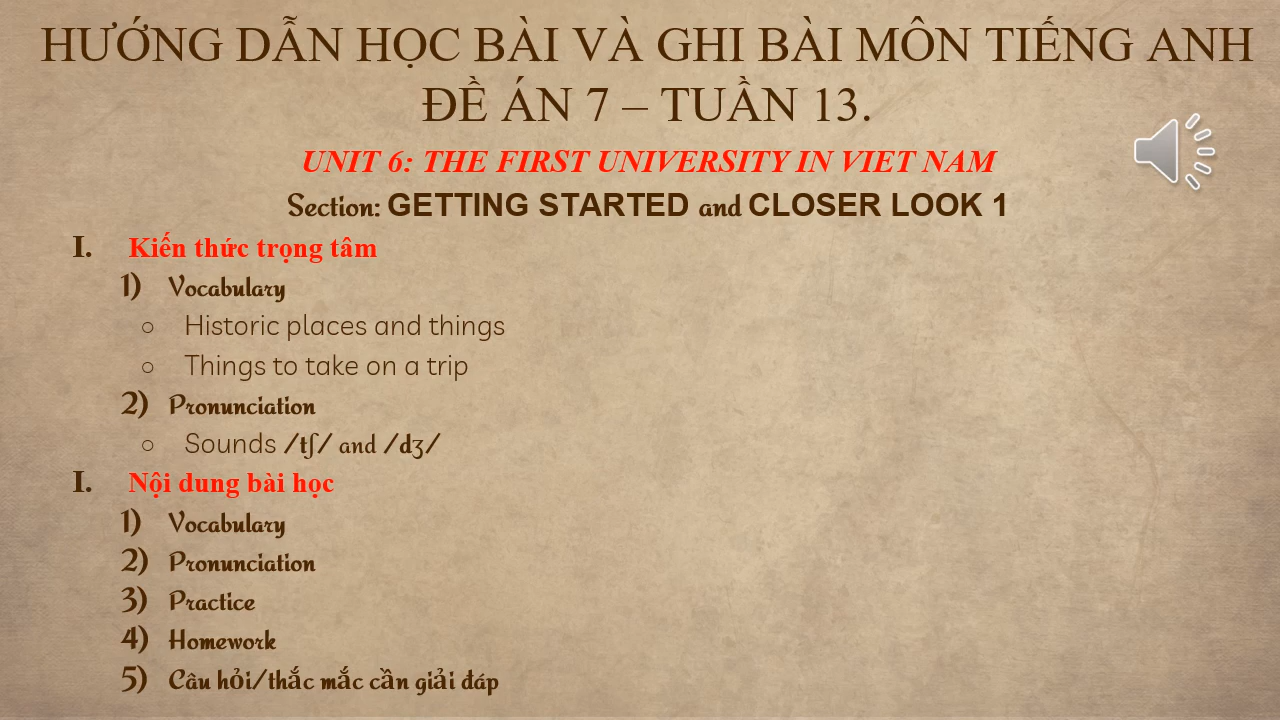 HƯỚNG DẪN HỌC BÀI VÀ GHI BÀI MÔN TIẾNG ANH
ĐỀ ÁN 7 – TUẦN 13.
UNIT 6: THE FIRST UNIVERSITY IN VIET NAM
Section: GETTING STARTED and CLOSER LOOK 1
I. Kiến thức trọng tâm
1) Vocabulary
○ Historic places and things
○ Things to take on a trip
2) Pronunciation
○ Sounds /tʃ/ and /dʒ/
I. Nội dung bài học
1) Vocabulary
2) Pronunciation
3) Practice
4) Homework
5) Câu hỏi/thắc mắc cần giải đáp